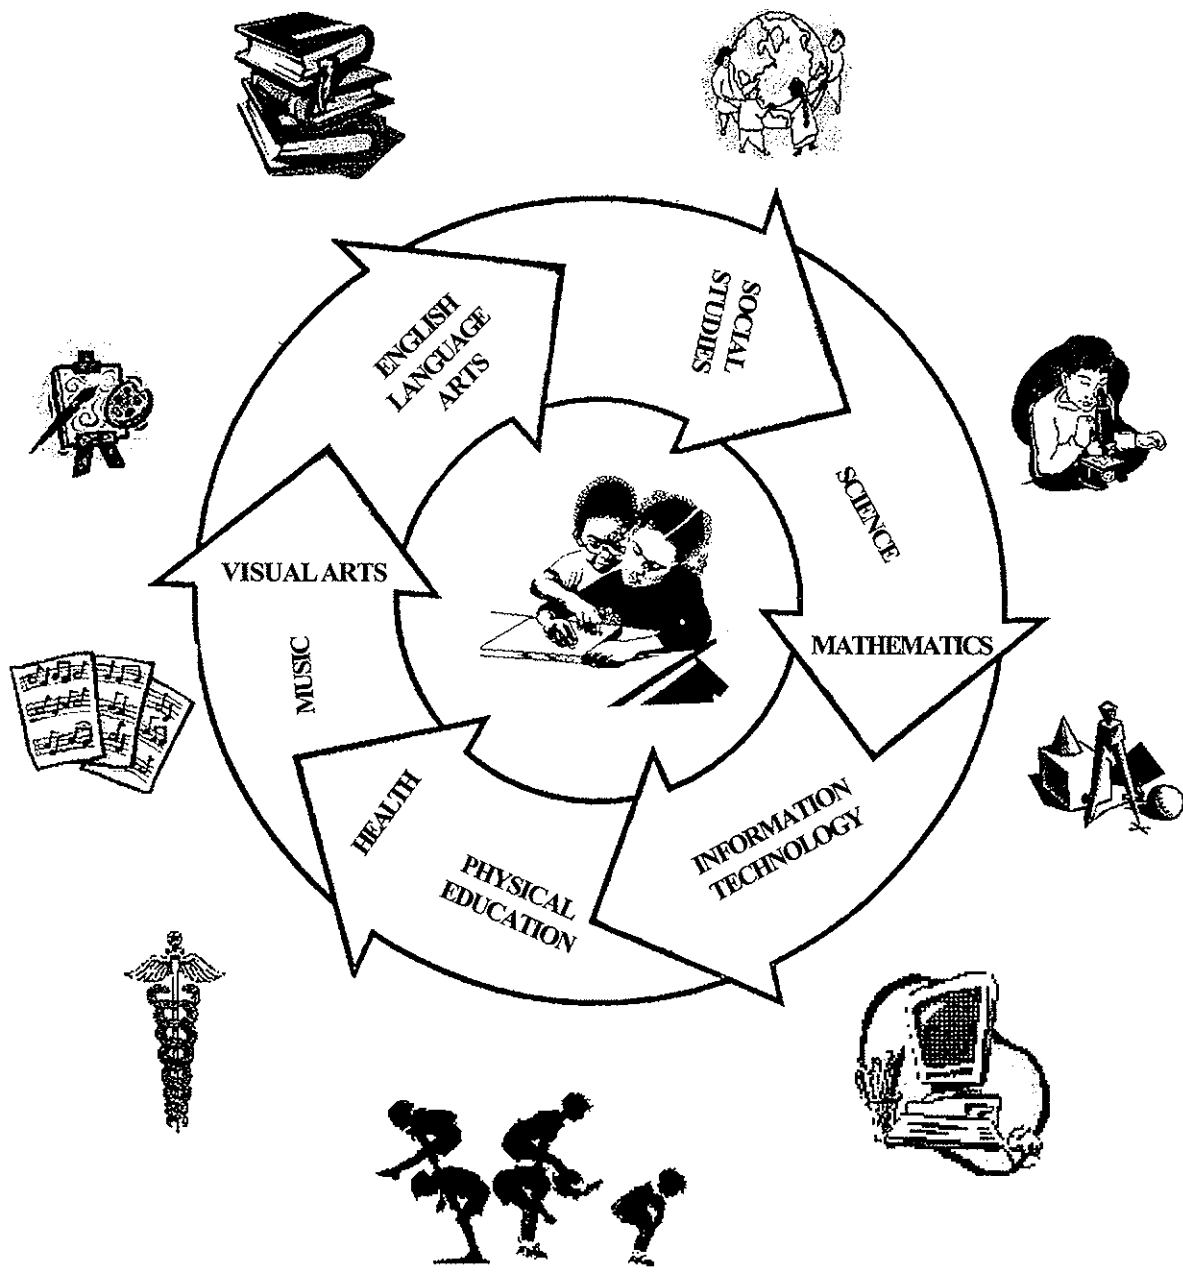 ENGLISH
LANGUAGE
ARTS
SOCIAL
STUDIES
SCIENCE
MATHEMATICS
INFORMATION
TECHNOLOGY
PHYSICAL
EDUCATION
HEALTH
MUSIC
VISUAL ARTS